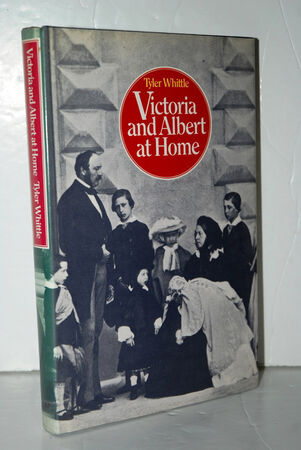 Tyler Whittle
Victoria
and Albert
at Home
Victoria and Albert at Home Tyler Whittle